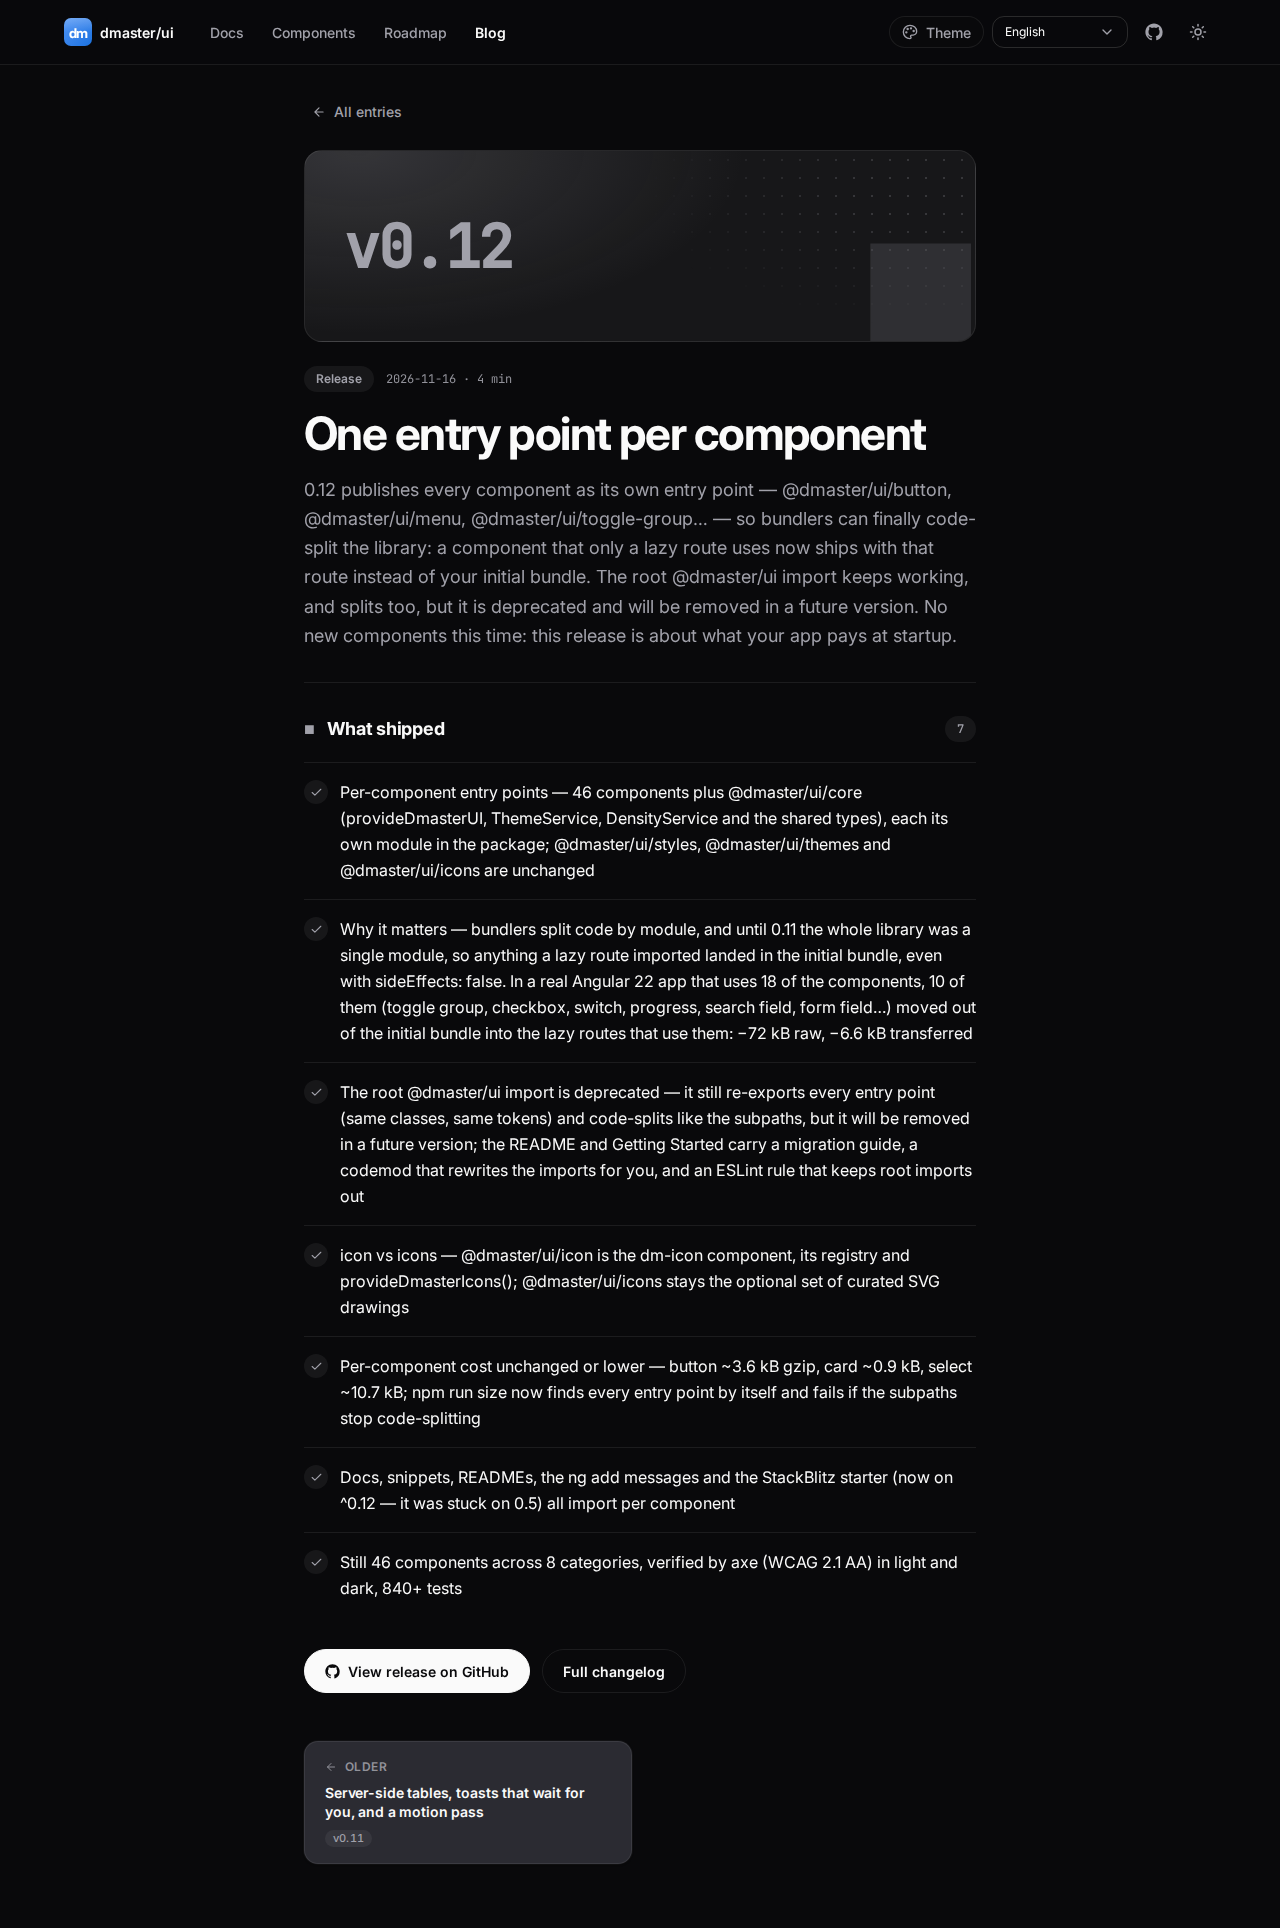 dm dmaster/ui Docs Components Roadmap Blog Theme English
All entries
v0.12
Release 2026-11-16 · 4 min
One entry point per component
0.12 publishes every component as its own entry point — @dmaster/ui/button,
@dmaster/ui/menu, @dmaster/ui/toggle-group… — so bundlers can finally code-
split the library: a component that only a lazy route uses now ships with that
route instead of your initial bundle. The root @dmaster/ui import keeps working,
and splits too, but it is deprecated and will be removed in a future version. No
new components this time: this release is about what your app pays at startup.
What shipped 7
Per-component entry points — 46 components plus @dmaster/ui/core
(provideDmasterUI, ThemeService, DensityService and the shared types), each its
own module in the package; @dmaster/ui/styles, @dmaster/ui/themes and
@dmaster/ui/icons are unchanged
Why it matters — bundlers split code by module, and until 0.11 the whole library was a
single module, so anything a lazy route imported landed in the initial bundle, even
with sideEffects: false. In a real Angular 22 app that uses 18 of the components, 10 of
them (toggle group, checkbox, switch, progress, search field, form field…) moved out
of the initial bundle into the lazy routes that use them: −72 kB raw, −6.6 kB transferred
The root @dmaster/ui import is deprecated — it still re-exports every entry point
(same classes, same tokens) and code-splits like the subpaths, but it will be removed
in a future version; the README and Getting Started carry a migration guide, a
codemod that rewrites the imports for you, and an ESLint rule that keeps root imports
out
icon vs icons — @dmaster/ui/icon is the dm-icon component, its registry and
provideDmasterIcons(); @dmaster/ui/icons stays the optional set of curated SVG
drawings
Per-component cost unchanged or lower — button ~3.6 kB gzip, card ~0.9 kB, select
~10.7 kB; npm run size now finds every entry point by itself and fails if the subpaths
stop code-splitting
Docs, snippets, READMEs, the ng add messages and the StackBlitz starter (now on
^0.12 — it was stuck on 0.5) all import per component
Still 46 components across 8 categories, verified by axe (WCAG 2.1 AA) in light and
dark, 840+ tests
View release on GitHub Full changelog
OLDER
Server-side tables, toasts that wait for
you, and a motion pass
v0.11